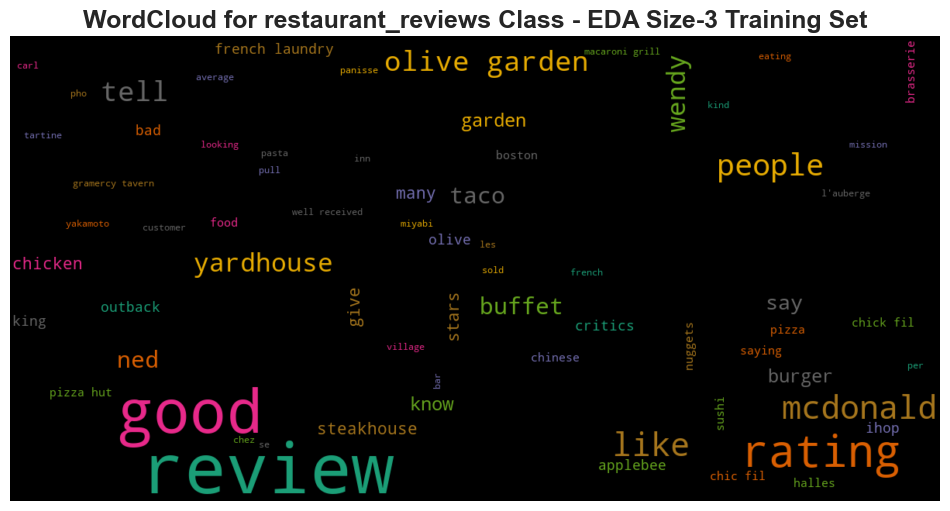 WordCloud for restaurant_reviews Class - EDA Size-3 Training Set
french laundry
macaroni grill
olive garden
eating
brasserie
carl
panisse
average
wendy
tell
pho
kind
garden
bad
tartine
looking
mission
pasta
boston
inn
people
pull
gramercy tavern
many
taco
l'auberge
well received
yakamoto
customer
food
miyabi
olive
les
chicken
yardhouse
sold
french
outback
give
stars
buffet
say
king
critics
pizza
chick fil
nuggets
village
saying
ned
chinese
per
bar
burger
pizza hut
good
know
sushi
mcdonald
steakhouse
ihop
chez
se
like
rating
review
applebee
chic fil
halles